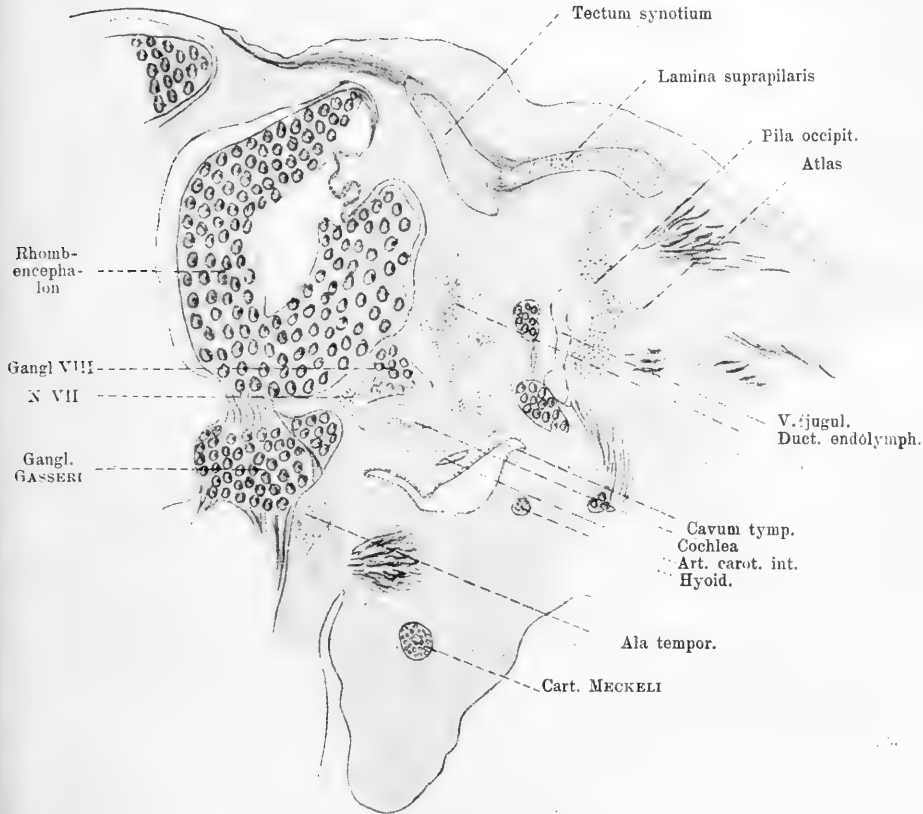 Tectum synotium
Lamina suprapilaris
Pila occipit.
Atlas
Rhomb-
encepha-
lon
Gangl VIII
N VII
Gangl.
GASSERI
V. jugul.
Duct. endolymph.
Cavum tymp.
Cochlea
Art. carot. int.
Hyoid.
Ala tempor.
Cart. MECKELI